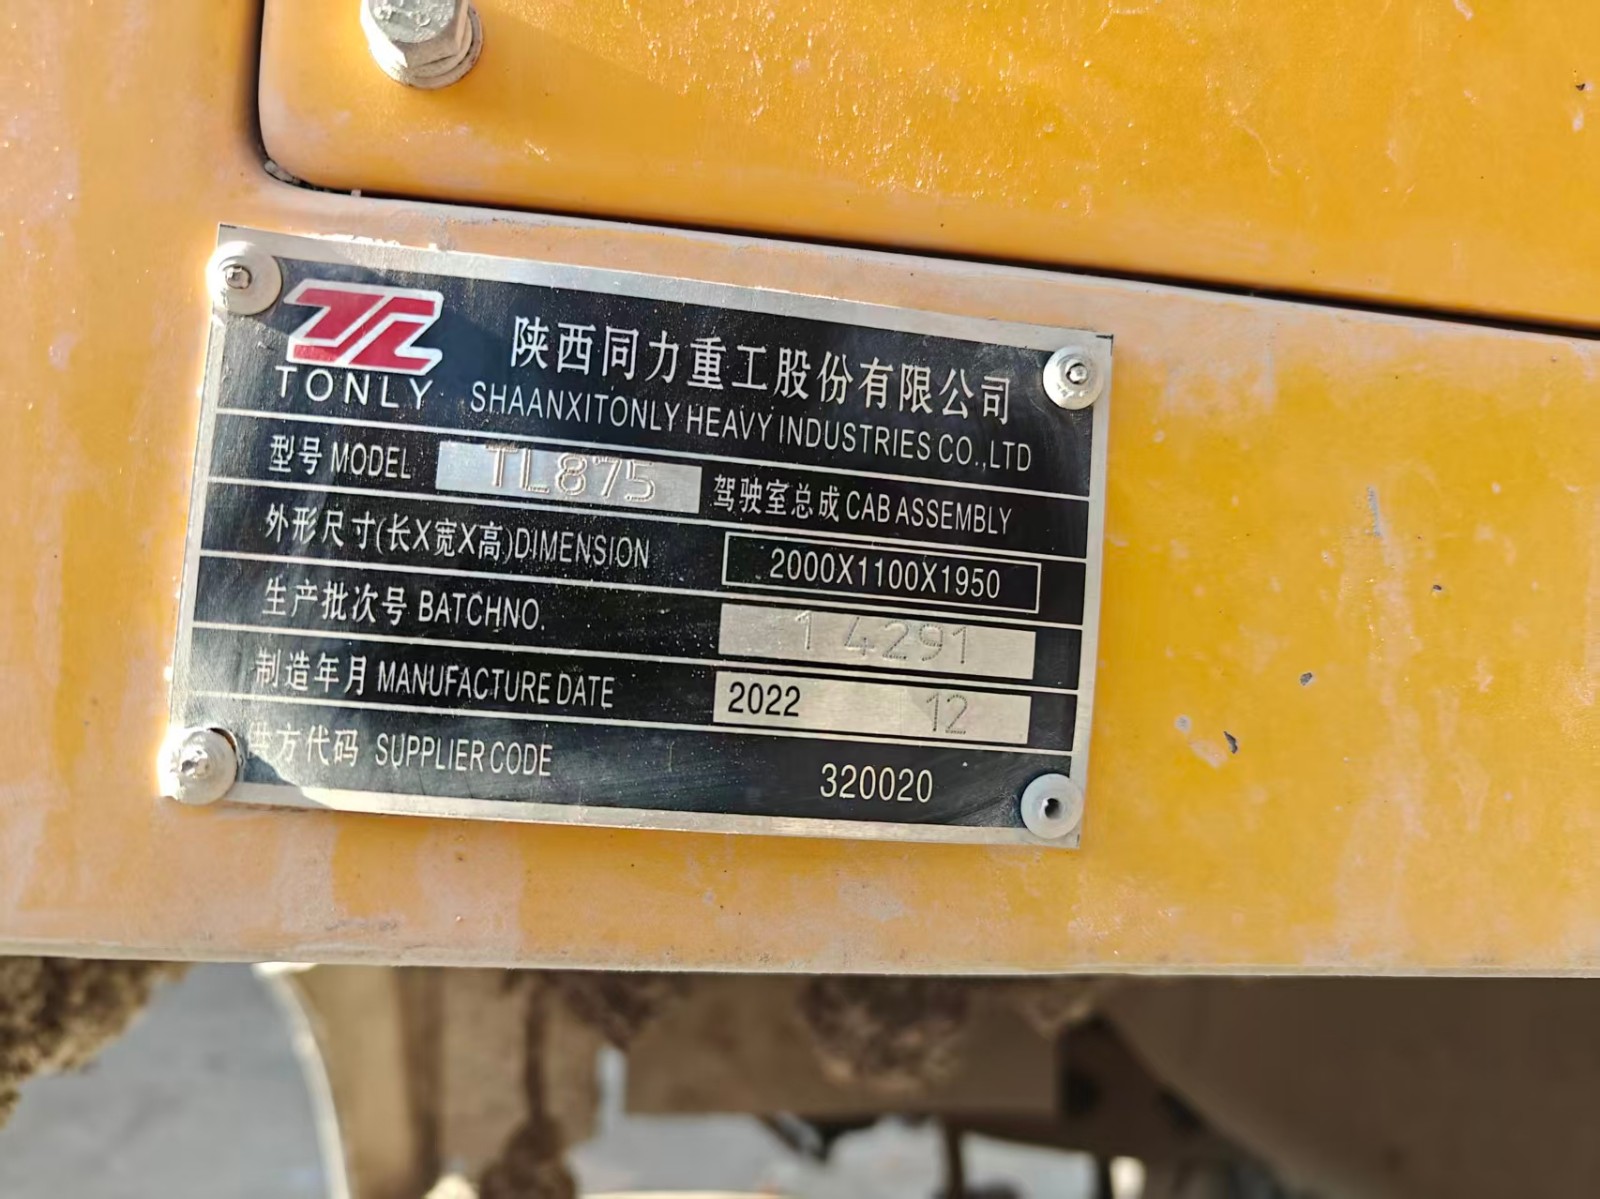 TONLY
陕西同力重工股份有限公司
SHAANXITONLY HEAVY INDUSTRIES CO.,LTD
型号 MODEL TL875 驾驶室总成 CAB ASSEMBLY
外形尺寸(长X宽X高)DIMENSION 2000X1100X1950
生产批次号 BATCHNO. 14291
制造年月 MANUFACTURE DATE 2022 12
供方代码 SUPPLIER CODE 320020